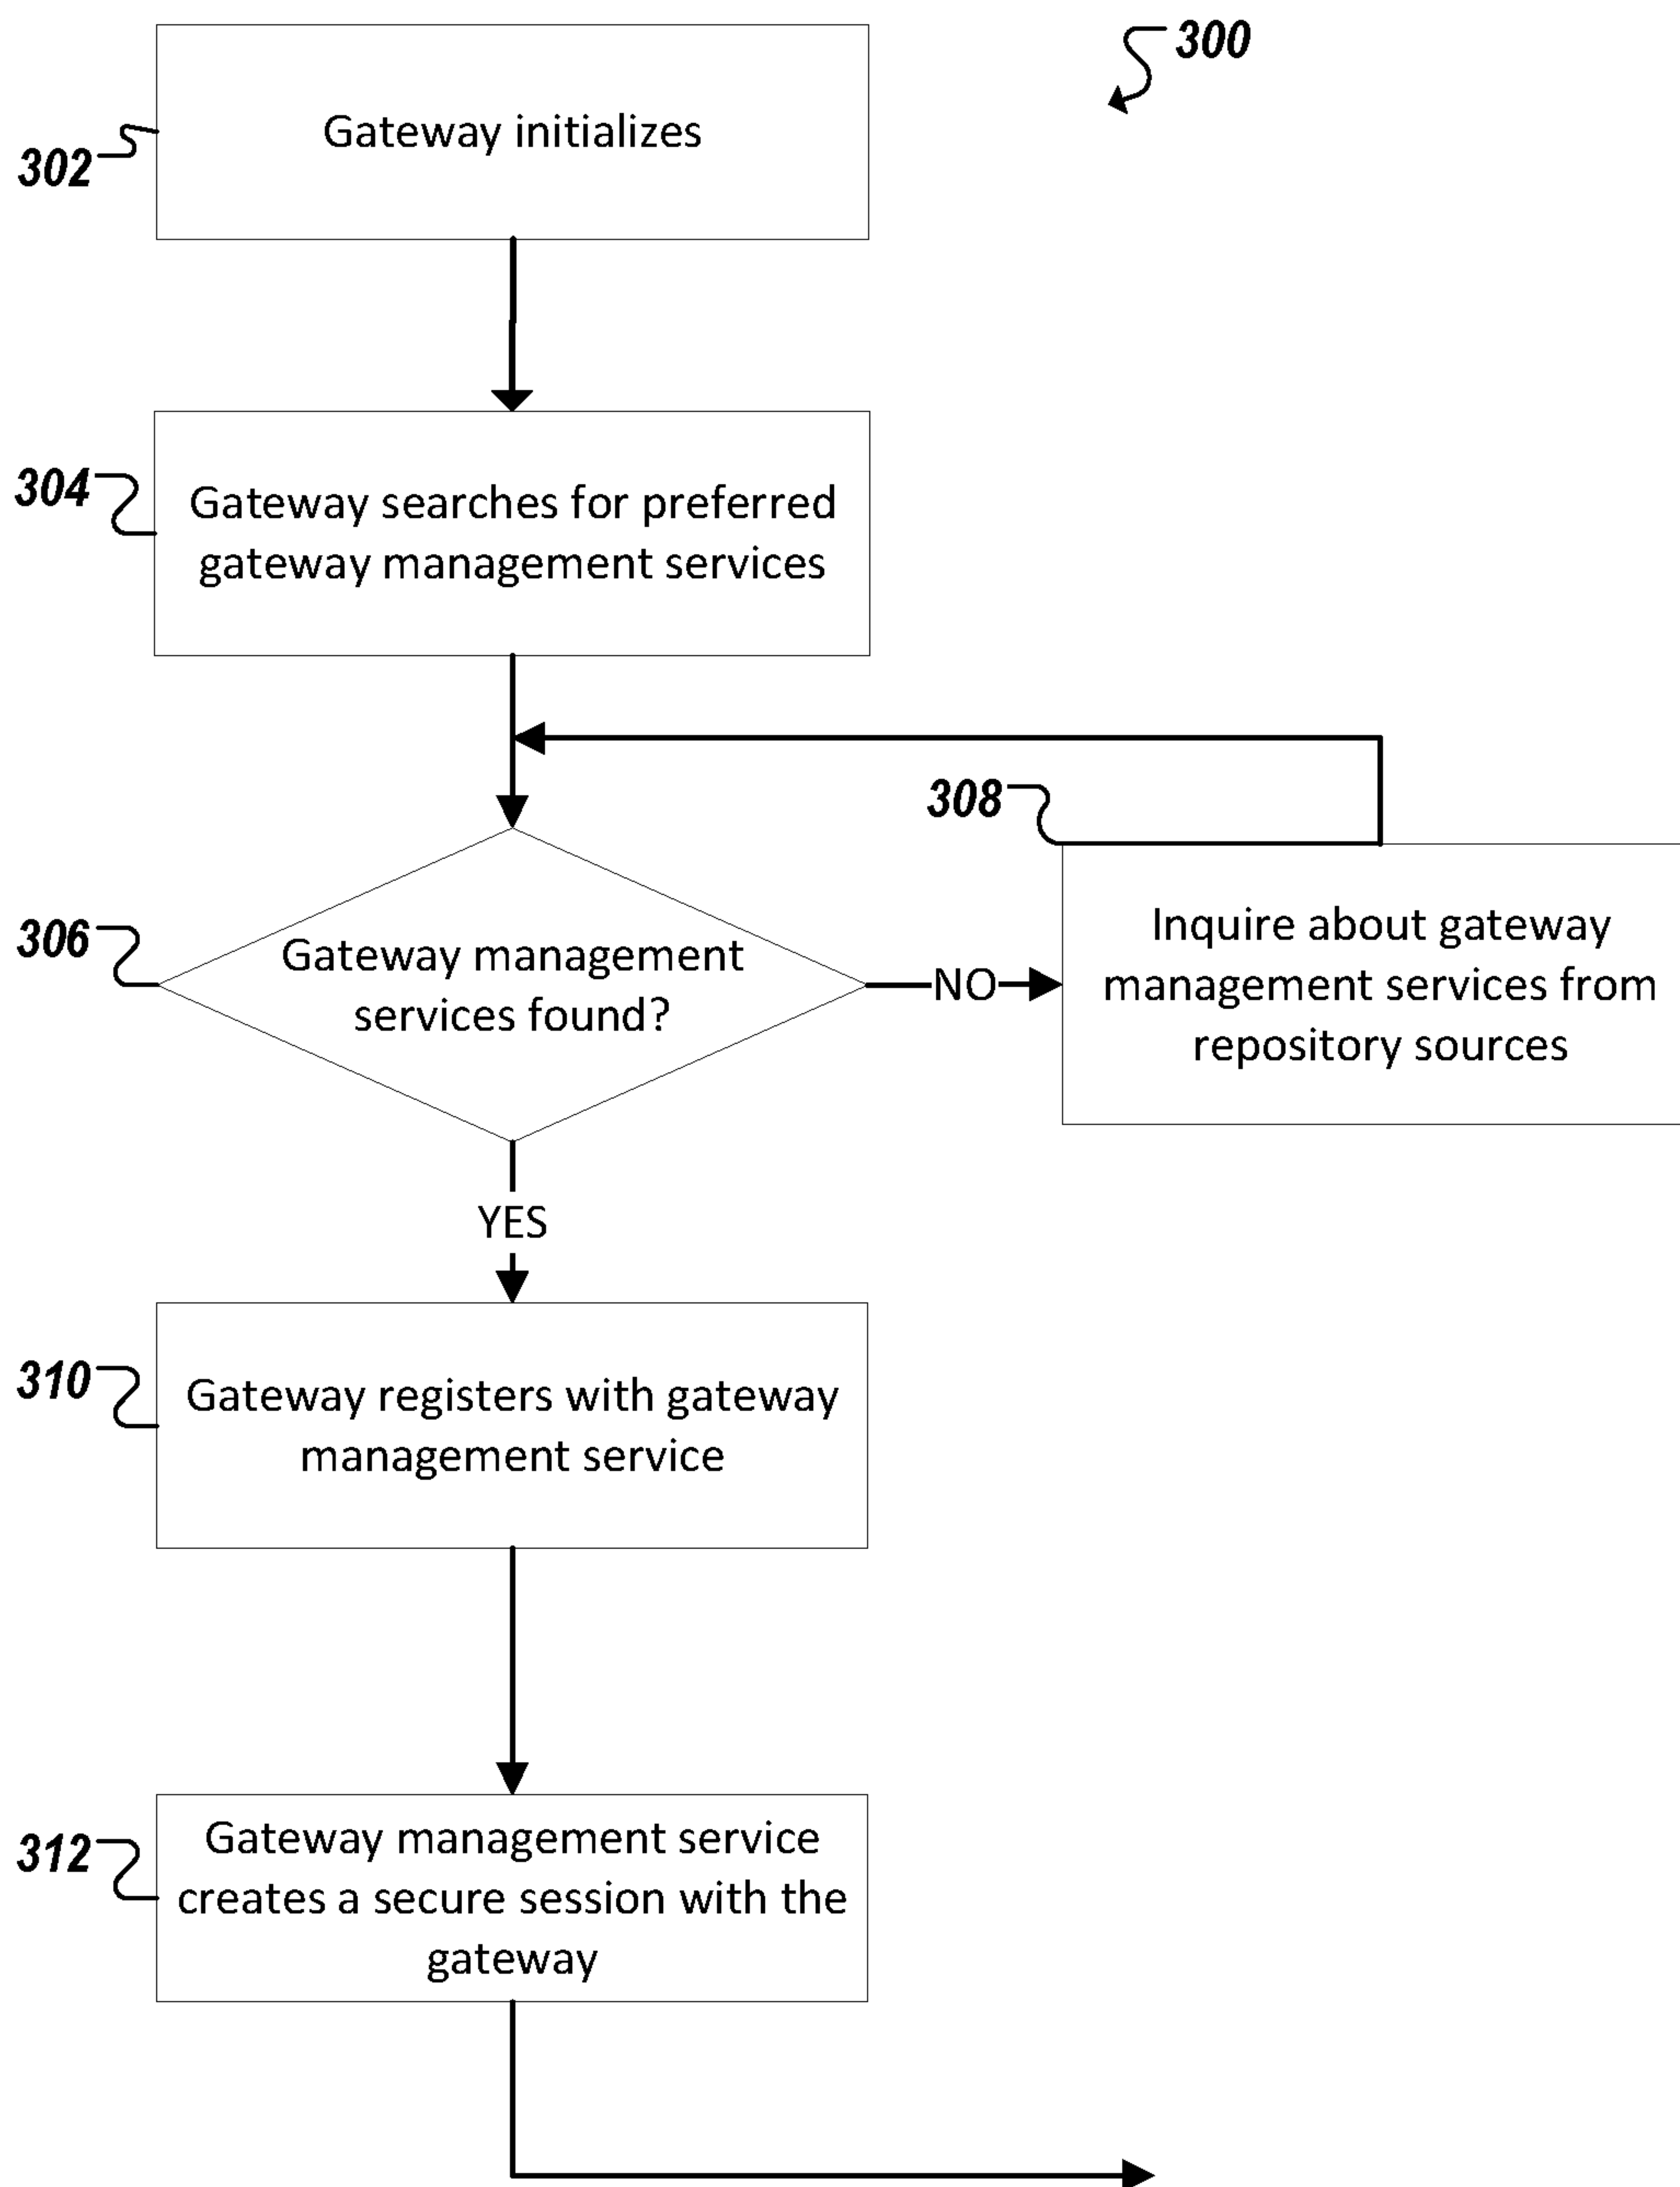 300
302
Gateway initializes
304
Gateway searches for preferred
gateway management services
306
Gateway management
services found?
NO
308
Inquire about gateway
management services from
repository sources
YES
310
Gateway registers with gateway
management service
312
Gateway management service
creates a secure session with the
gateway